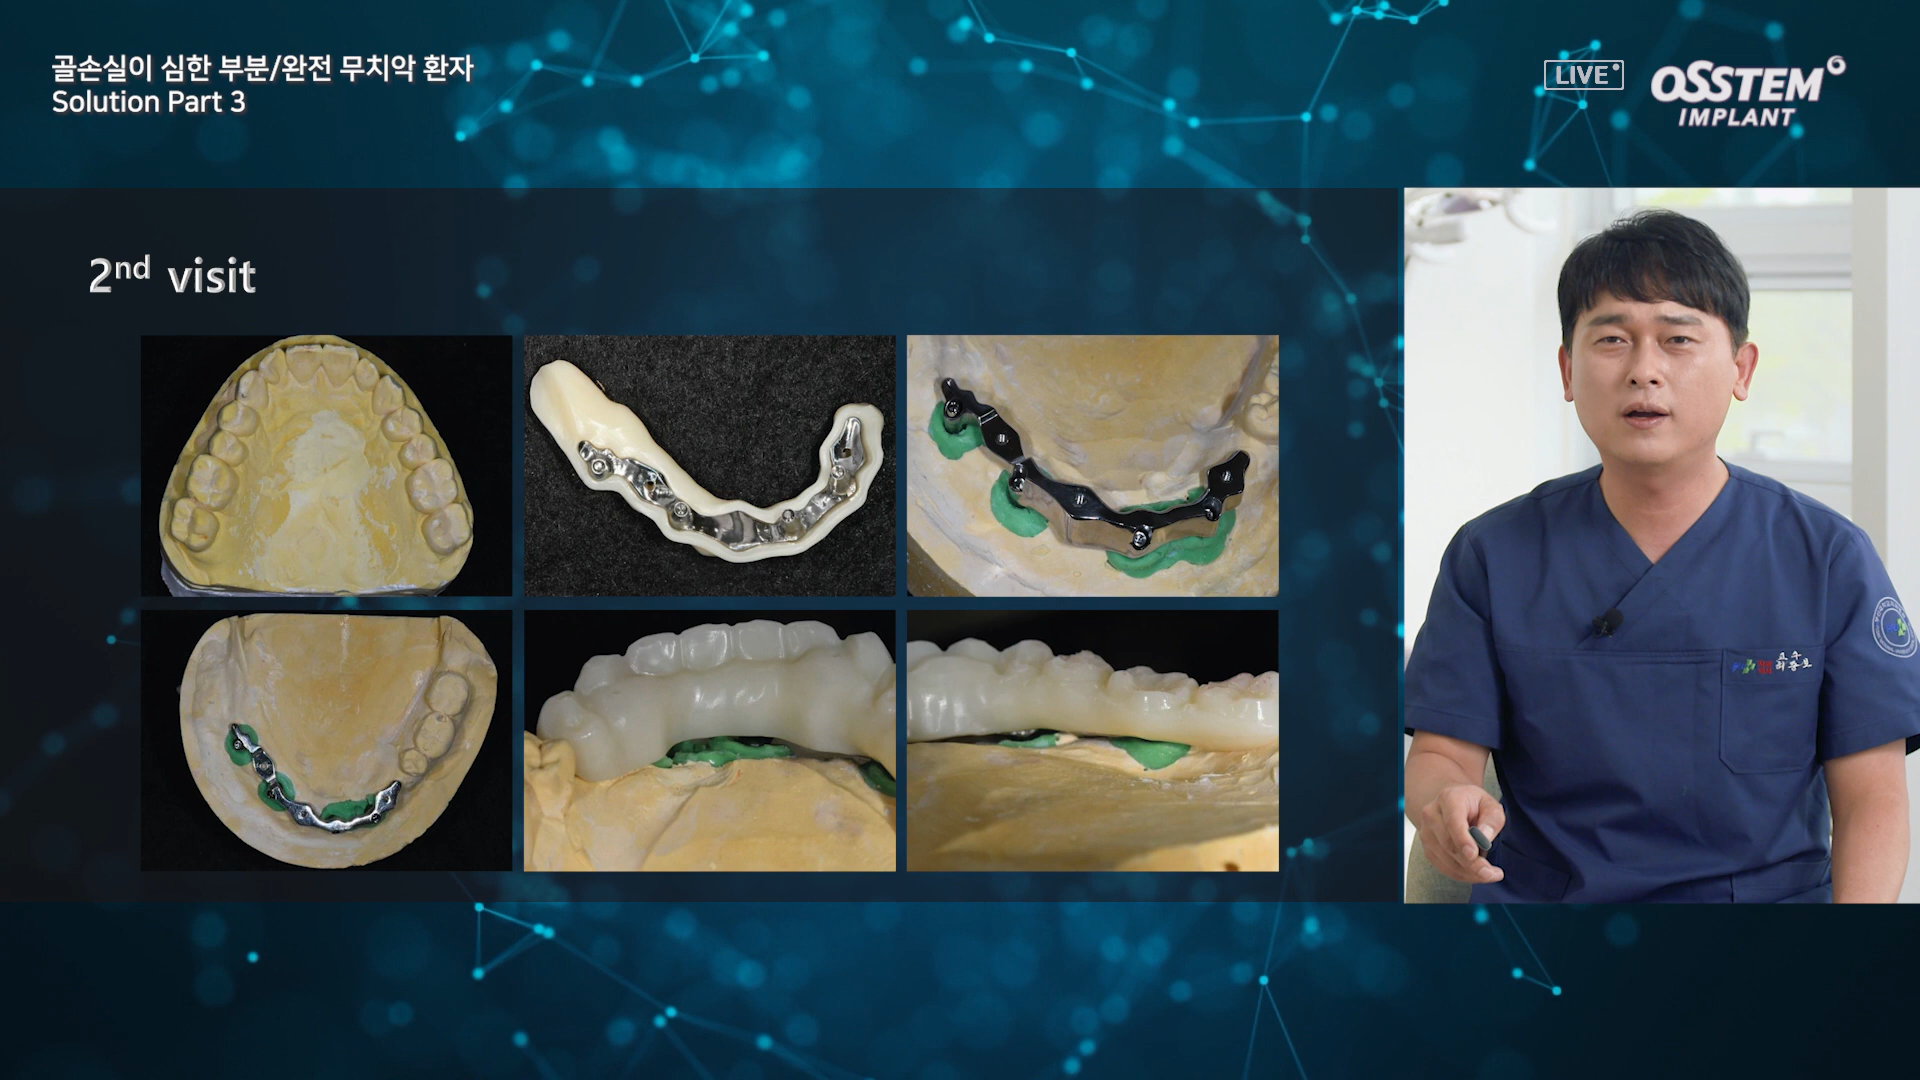 골손실이 심한 부분/완전 무치악 환자
Solution Part 3
LIVE
OSSTEM
IMPLANT
2nd visit